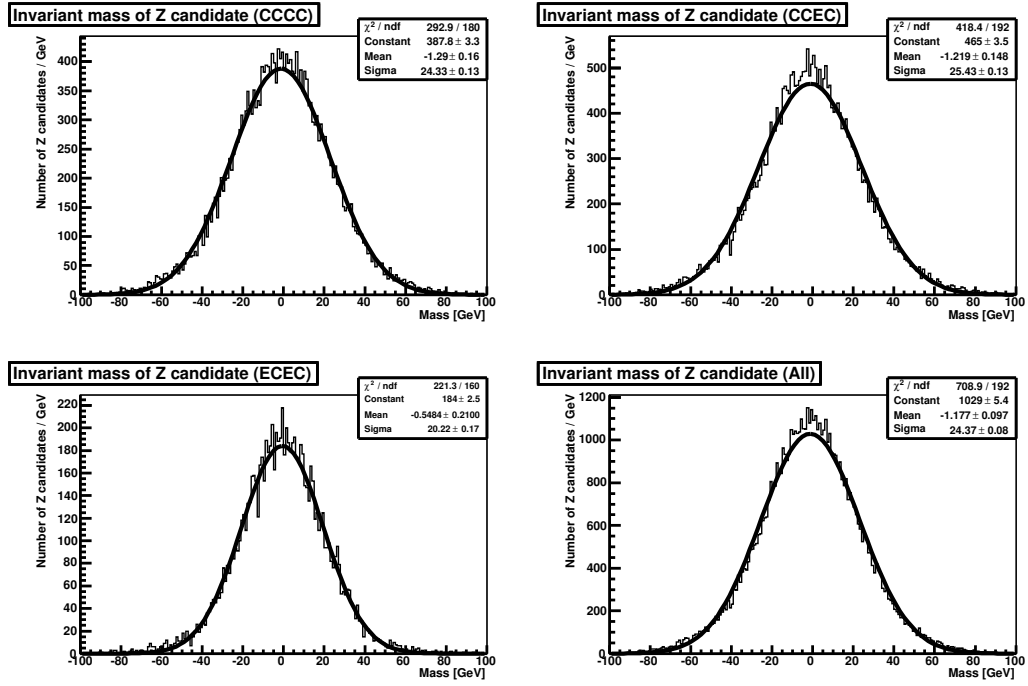 Invariant mass of Z candidate (CCCC)
χ² / ndf 292.9 / 180
Constant 387.8 ± 3.3
Mean -1.29 ± 0.16
Sigma 24.33 ± 0.13
Number of Z candidates / GeV
400
350
300
250
200
150
100
50
0
-100 -80 -60 -40 -20 0 20 40 60 80 100
Mass [GeV]
Invariant mass of Z candidate (CCEC)
χ² / ndf 418.4 / 192
Constant 465 ± 3.5
Mean -1.219 ± 0.148
Sigma 25.43 ± 0.13
Number of Z candidates / GeV
500
400
300
200
100
0
-100 -80 -60 -40 -20 0 20 40 60 80 100
Mass [GeV]
Invariant mass of Z candidate (ECEC)
χ² / ndf 221.3 / 160
Constant 184 ± 2.5
Mean -0.5484 ± 0.2100
Sigma 20.22 ± 0.17
Number of Z candidates / GeV
220
200
180
160
140
120
100
80
60
40
20
0
-100 -80 -60 -40 -20 0 20 40 60 80 100
Mass [GeV]
Invariant mass of Z candidate (All)
χ² / ndf 708.9 / 192
Constant 1029 ± 5.4
Mean -1.177 ± 0.097
Sigma 24.37 ± 0.08
Number of Z candidates / GeV
1200
1000
800
600
400
200
0
-100 -80 -60 -40 -20 0 20 40 60 80 100
Mass [GeV]